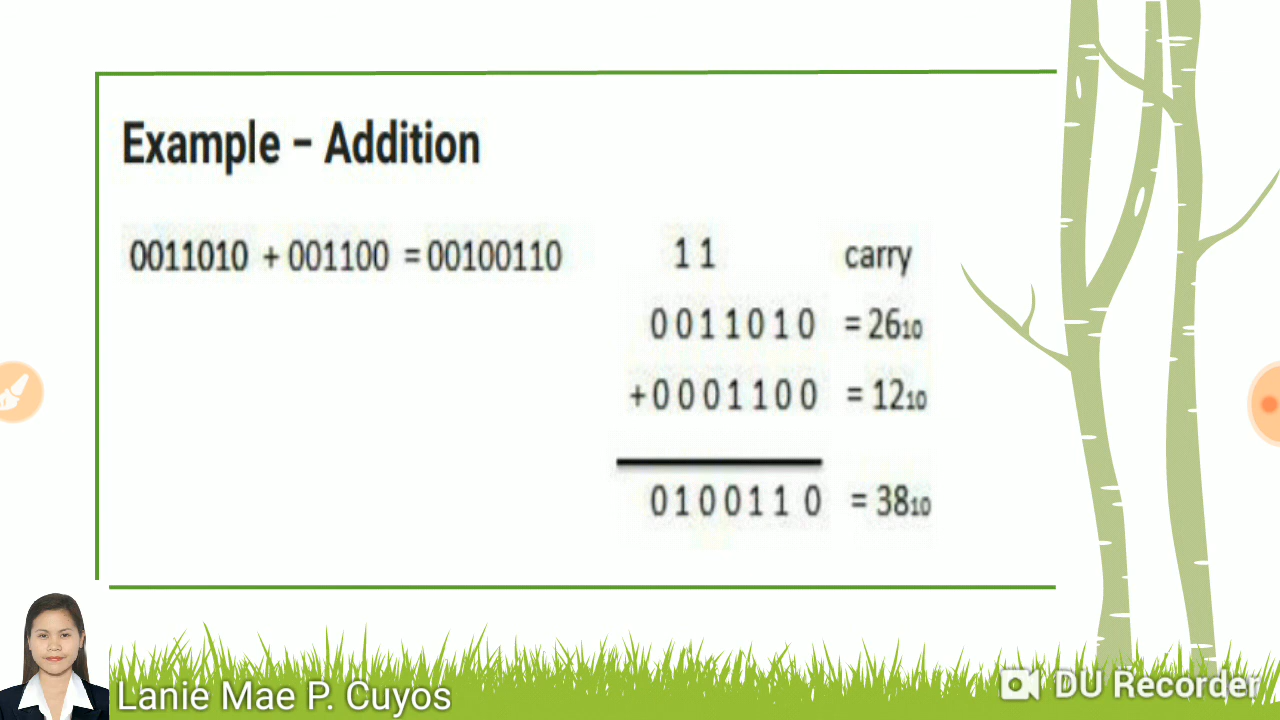 Example – Addition
0011010 + 001100 = 00100110
1 1 carry
0 0 1 1 0 1 0 = 26₁₀
+0 0 0 1 1 0 0 = 12₁₀
0 1 0 0 1 1 0 = 38₁₀
Lanie Mae P. Cuyos
DU Recorder